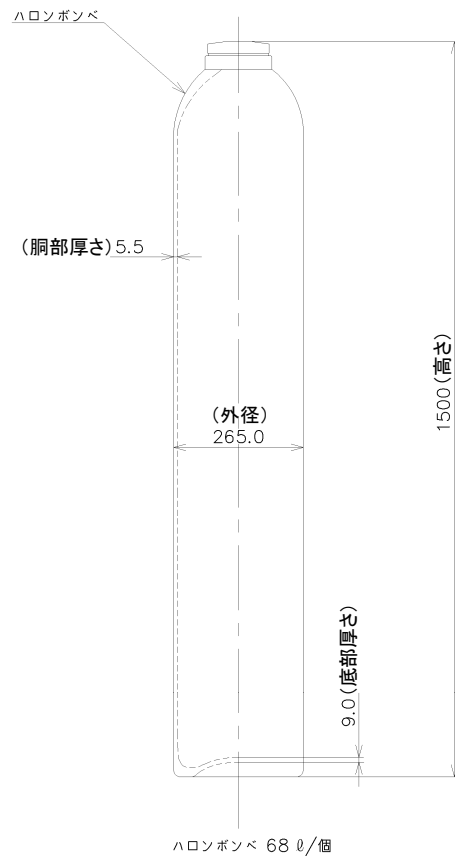 ハロンボンベ
(胴部厚さ)5.5
(外径)
265.0
1500(高さ)
9.0(底部厚さ)
ハロンボンベ 68 ℓ/個